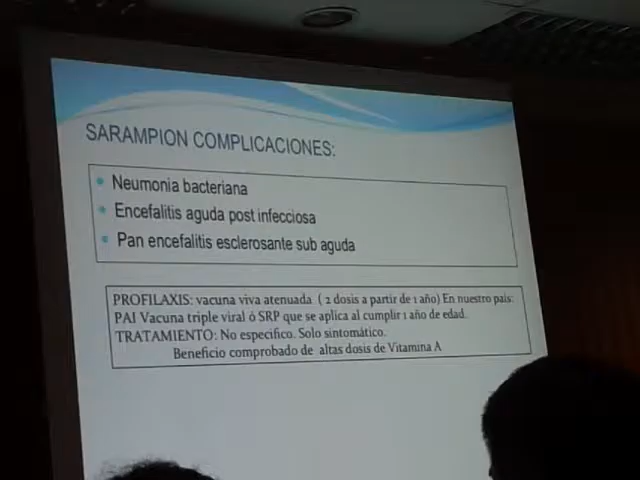 SARAMPION COMPLICACIONES:
Neumonia bacteriana
Encefalitis aguda post infecciosa
Pan encefalitis esclerosante sub aguda
PROFILAXIS: vacuna viva atenuada ( 2 dosis a partir de 1 año) En nuestro pais:
PAI Vacuna triple viral ó SRP que se aplica al cumplir 1 año de edad.
TRATAMIENTO: No especifico. Solo sintomático.
Beneficio comprobado de altas dosis de Vitamina A